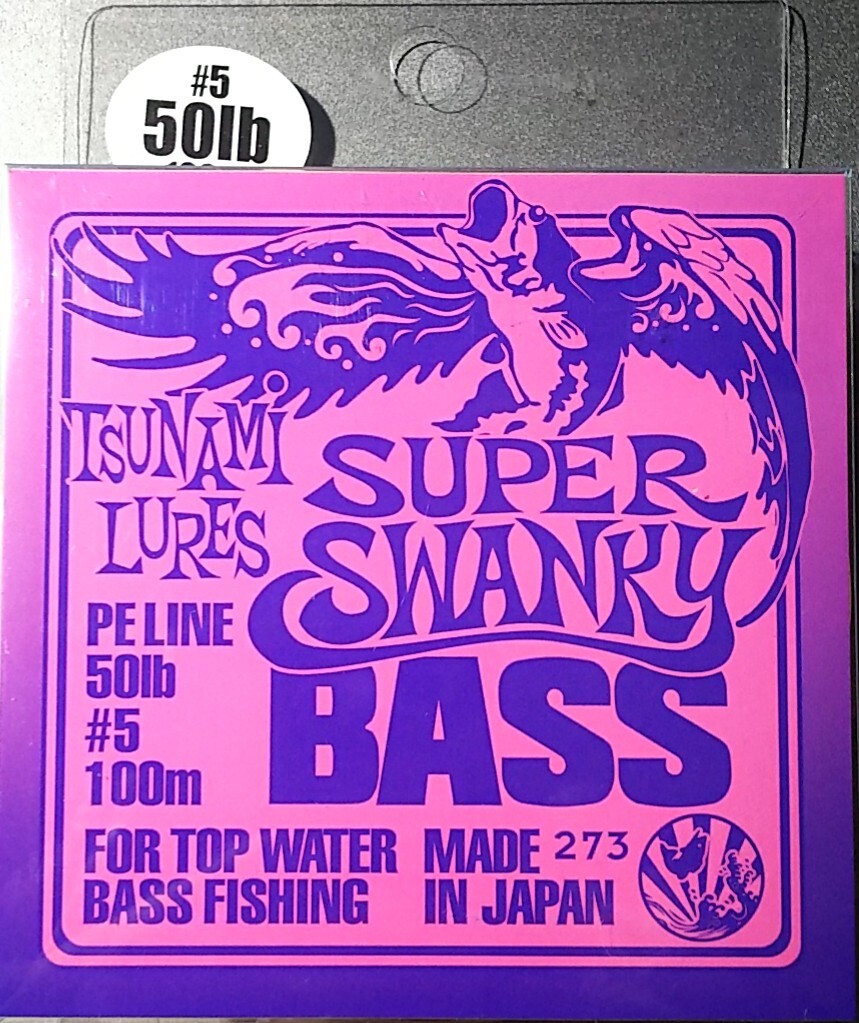 #5
50lb
TSUNAMI
LURES
SUPER
SWANKY
BASS
PE LINE
50lb
#5
100m
FOR TOP WATER
BASS FISHING
MADE 273
IN JAPAN